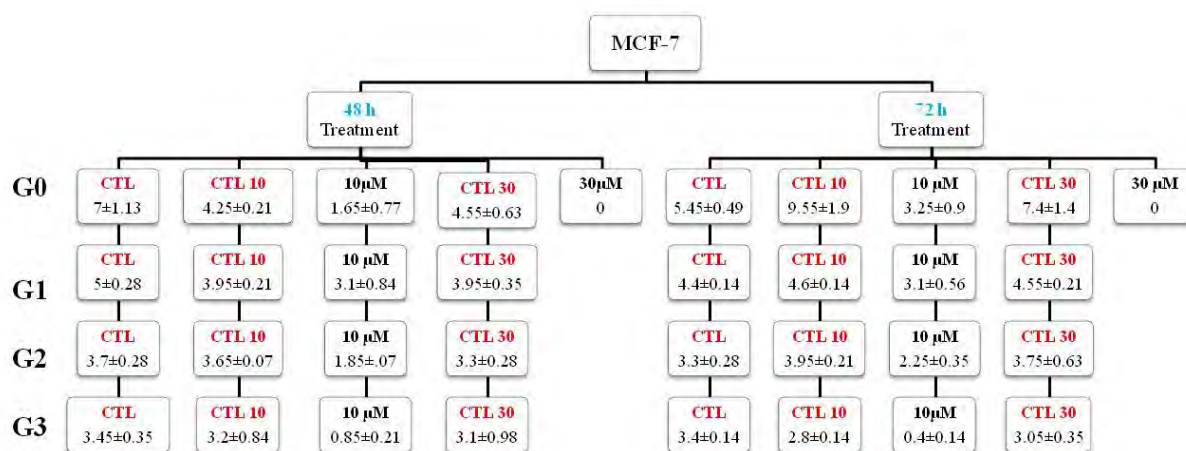 MCF-7
48 h
Treatment
72 h
Treatment
G0
CTL
7±1.13
CTL 10
4.25±0.21
10µM
1.65±0.77
CTL 30
4.55±0.63
30µM
0
CTL
5.45±0.49
CTL 10
9.55±1.9
10 µM
3.25±0.9
CTL 30
7.4±1.4
30 µM
0
G1
CTL
5±0.28
CTL 10
3.95±0.21
10 µM
3.1±0.84
CTL 30
3.95±0.35
CTL
4.4±0.14
CTL 10
4.6±0.14
10 µM
3.1±0.56
CTL 30
4.55±0.21
G2
CTL
3.7±0.28
CTL 10
3.65±0.07
10 µM
1.85±.07
CTL 30
3.3±0.28
CTL
3.3±0.28
CTL 10
3.95±0.21
10 µM
2.25±0.35
CTL 30
3.75±0.63
G3
CTL
3.45±0.35
CTL 10
3.2±0.84
10 µM
0.85±0.21
CTL 30
3.1±0.98
CTL
3.4±0.14
CTL 10
2.8±0.14
10µM
0.4±0.14
CTL 30
3.05±0.35